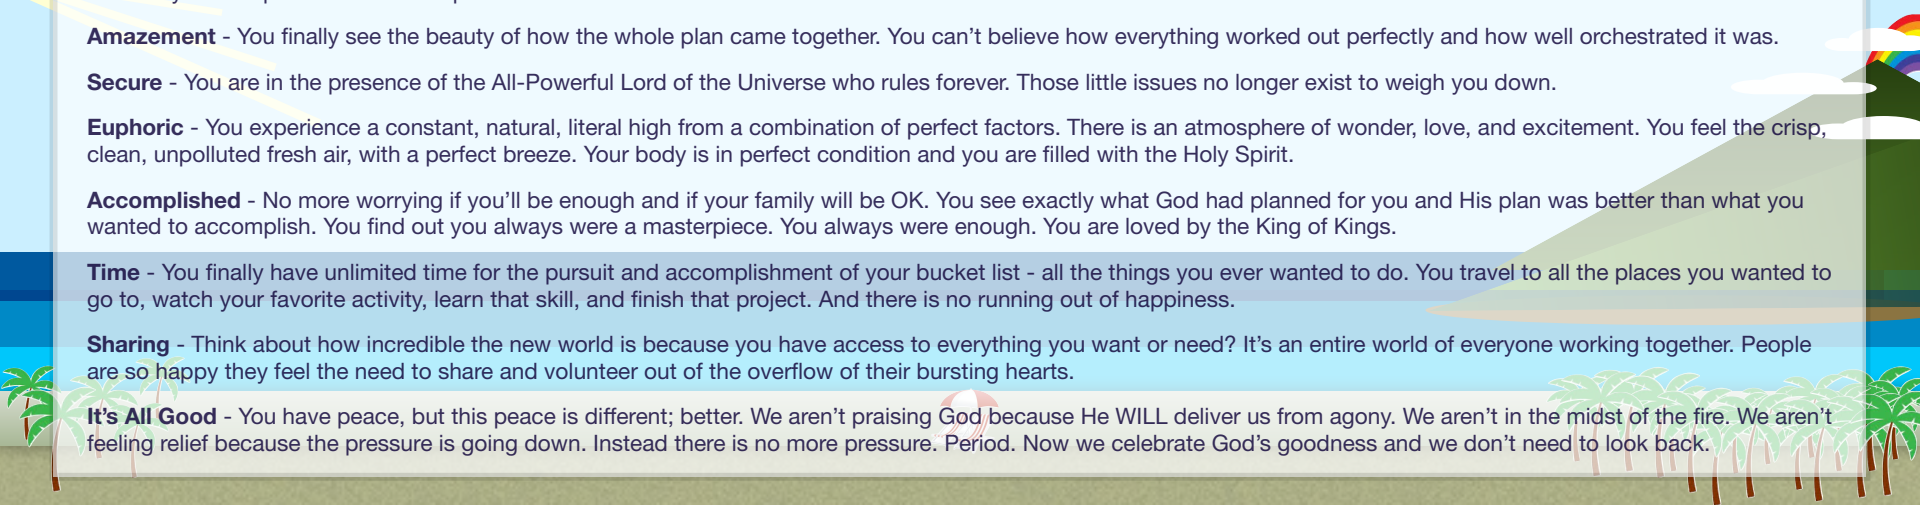 Amazement - You finally see the beauty of how the whole plan came together. You can’t believe how everything worked out perfectly and how well orchestrated it was.
Secure - You are in the presence of the All-Powerful Lord of the Universe who rules forever. Those little issues no longer exist to weigh you down.
Euphoric - You experience a constant, natural, literal high from a combination of perfect factors. There is an atmosphere of wonder, love, and excitement. You feel the crisp,
clean, unpolluted fresh air, with a perfect breeze. Your body is in perfect condition and you are filled with the Holy Spirit.
Accomplished - No more worrying if you’ll be enough and if your family will be OK. You see exactly what God had planned for you and His plan was better than what you
wanted to accomplish. You find out you always were a masterpiece. You always were enough. You are loved by the King of Kings.
Time - You finally have unlimited time for the pursuit and accomplishment of your bucket list - all the things you ever wanted to do. You travel to all the places you wanted to
go to, watch your favorite activity, learn that skill, and finish that project. And there is no running out of happiness.
Sharing - Think about how incredible the new world is because you have access to everything you want or need? It’s an entire world of everyone working together. People
are so happy they feel the need to share and volunteer out of the overflow of their bursting hearts.
It’s All Good - You have peace, but this peace is different; better. We aren’t praising God because He WILL deliver us from agony. We aren’t in the midst of the fire. We aren’t
feeling relief because the pressure is going down. Instead there is no more pressure. Period. Now we celebrate God’s goodness and we don’t need to look back.